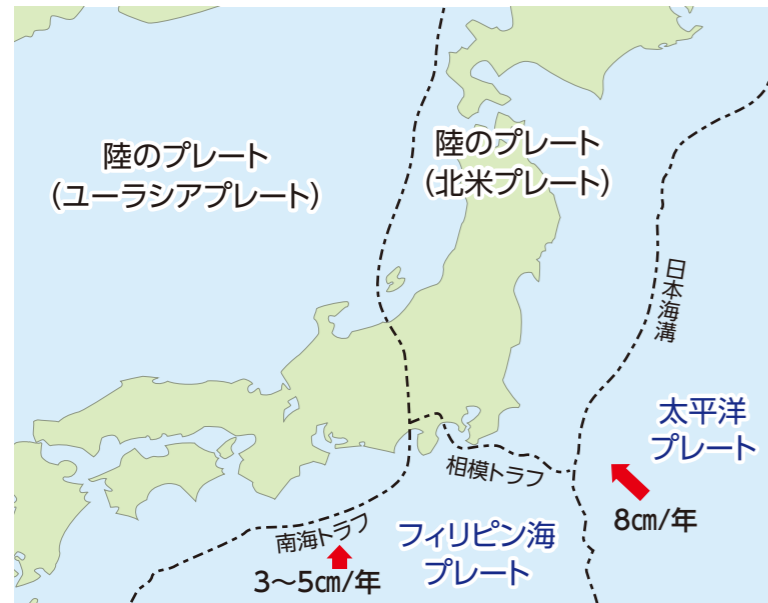 陸のプレート
(ユーラシアプレート)
陸のプレート
(北米プレート)
日本海溝
太平洋
プレート
相模トラフ
8㎝/年
南海トラフ
フィリピン海
プレート
3〜5㎝/年